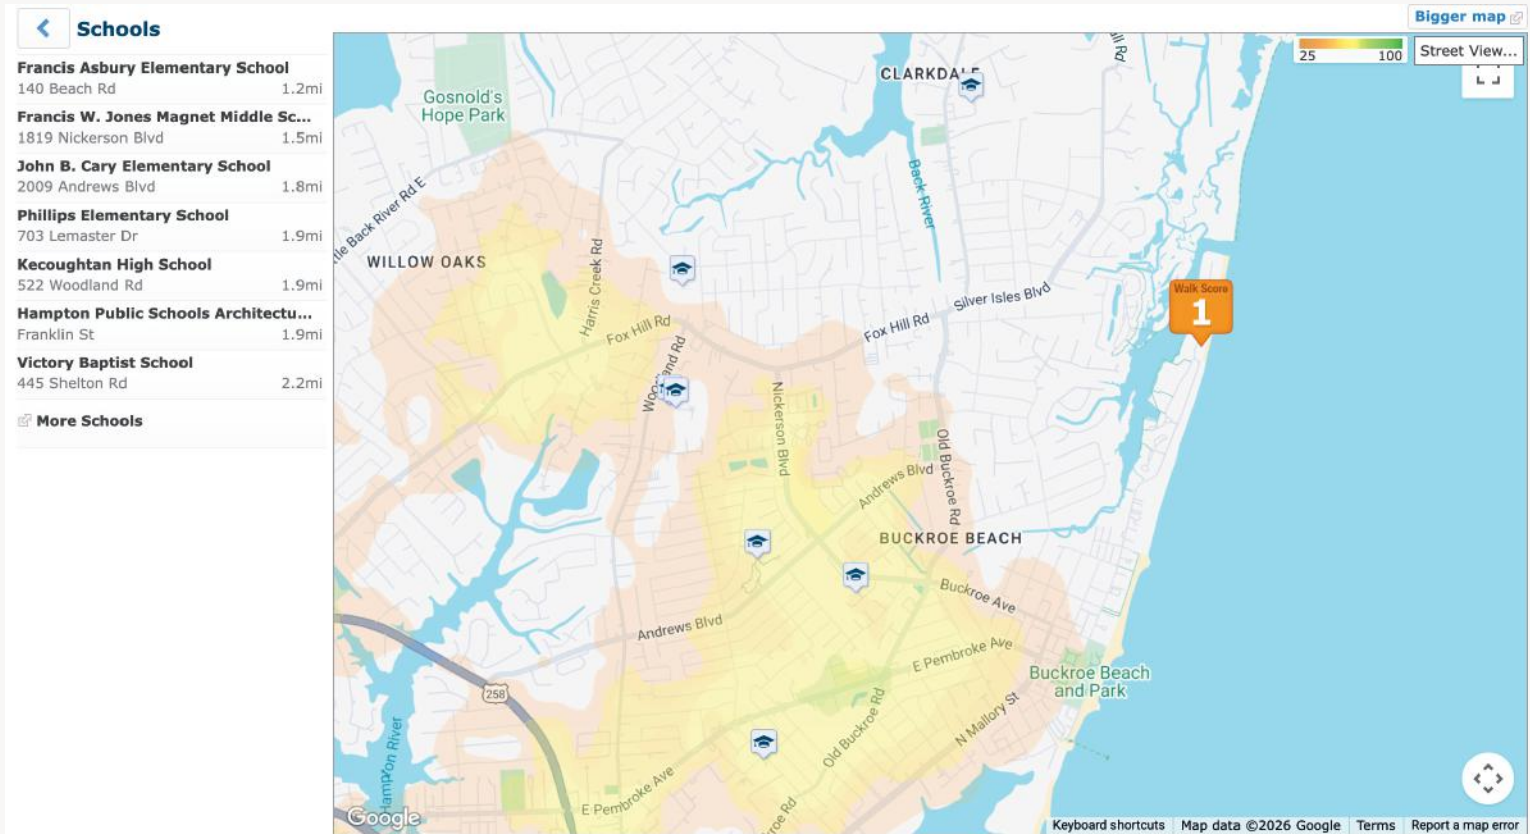 Schools
Francis Asbury Elementary School
140 Beach Rd
1.2mi
Francis W. Jones Magnet Middle Sc...
1819 Nickerson Blvd
1.5mi
John B. Cary Elementary School
2009 Andrews Blvd
1.8mi
Phillips Elementary School
703 Lemaster Dr
1.9mi
Kecoughtan High School
522 Woodland Rd
1.9mi
Hampton Public Schools Architectu...
Franklin St
1.9mi
Victory Baptist School
445 Shelton Rd
2.2mi
More Schools
Bigger map
25
100
Street View...
CLARKDALE
Gosnold's
Hope Park
Back River
WILLOW OAKS
Harris Creek Rd
Fox Hill Rd
Fox Hill Rd
Silver Isles Blvd
Walk Score
1
Nickerson Blvd
Andrews Blvd
Old Buckroe Rd
BUCKROE BEACH
Buckroe Ave
Andrews Blvd
E Pembroke Ave
Buckroe Beach
and Park
258
N Mallory St
Old Buckroe Rd
Hampton River
E Pembroke Ave
Google
Keyboard shortcuts
Map data ©2026 Google
Terms
Report a map error